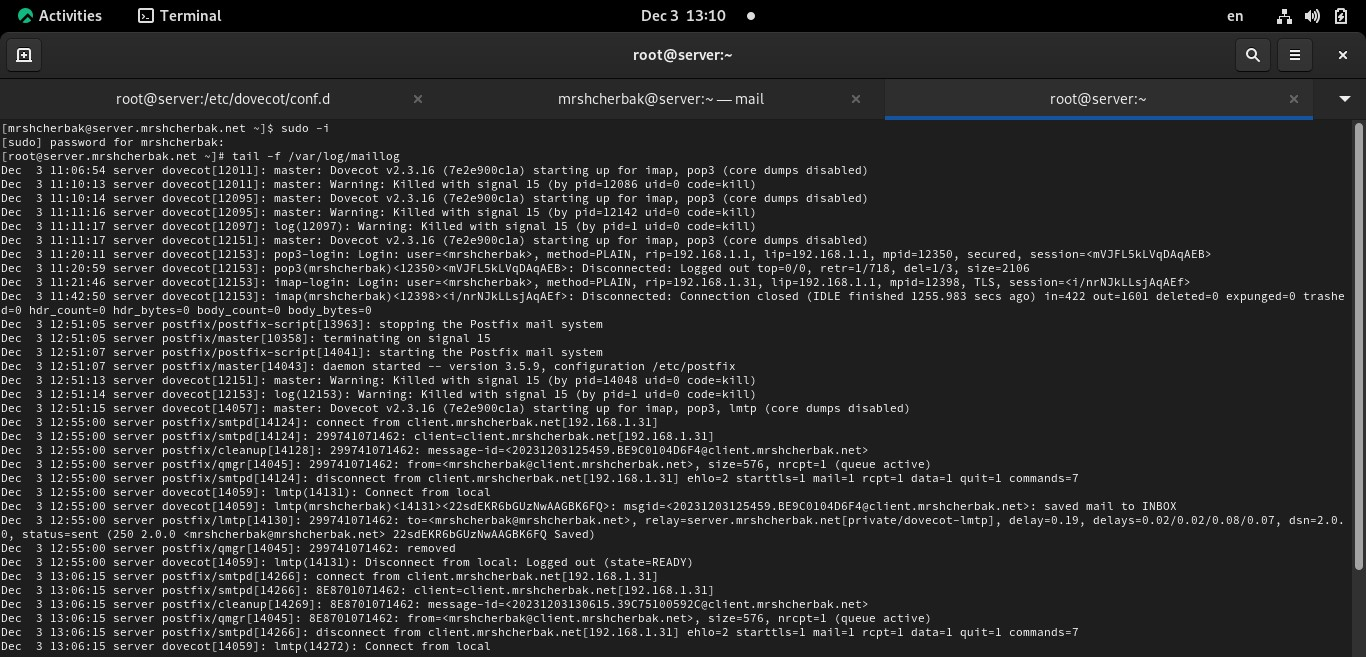 Activities Terminal Dec 3 13:10 en
root@server:~
root@server:/etc/dovecot/conf.d mrshcherbak@server:~ — mail root@server:~
[mrshcherbak@server.mrshcherbak.net ~]$ sudo -i
[sudo] password for mrshcherbak:
[root@server.mrshcherbak.net ~]# tail -f /var/log/maillog
Dec  3 11:06:54 server dovecot[12011]: master: Dovecot v2.3.16 (7e2e900c1a) starting up for imap, pop3 (core dumps disabled)
Dec  3 11:10:13 server dovecot[12011]: master: Warning: Killed with signal 15 (by pid=12086 uid=0 code=kill)
Dec  3 11:10:14 server dovecot[12095]: master: Dovecot v2.3.16 (7e2e900c1a) starting up for imap, pop3 (core dumps disabled)
Dec  3 11:11:16 server dovecot[12095]: master: Warning: Killed with signal 15 (by pid=12142 uid=0 code=kill)
Dec  3 11:11:17 server dovecot[12097]: log(12097): Warning: Killed with signal 15 (by pid=1 uid=0 code=kill)
Dec  3 11:11:17 server dovecot[12151]: master: Dovecot v2.3.16 (7e2e900c1a) starting up for imap, pop3 (core dumps disabled)
Dec  3 11:20:11 server dovecot[12153]: pop3-login: Login: user=<mrshcherbak>, method=PLAIN, rip=192.168.1.1, lip=192.168.1.1, mpid=12350, secured, session=<mVJFL5kLVqDAqAEB>
Dec  3 11:20:59 server dovecot[12153]: pop3(mrshcherbak)<12350><mVJFL5kLVqDAqAEB>: Disconnected: Logged out top=0/0, retr=1/718, del=1/3, size=2106
Dec  3 11:21:46 server dovecot[12153]: imap-login: Login: user=<mrshcherbak>, method=PLAIN, rip=192.168.1.31, lip=192.168.1.1, mpid=12398, TLS, session=<i/nrNJkLLsjAqAEf>
Dec  3 11:42:50 server dovecot[12153]: imap(mrshcherbak)<12398><i/nrNJkLLsjAqAEf>: Disconnected: Connection closed (IDLE finished 1255.983 secs ago) in=422 out=1601 deleted=0 expunged=0 trashe
d=0 hdr_count=0 hdr_bytes=0 body_count=0 body_bytes=0
Dec  3 12:51:05 server postfix/postfix-script[13963]: stopping the Postfix mail system
Dec  3 12:51:05 server postfix/master[10358]: terminating on signal 15
Dec  3 12:51:07 server postfix/postfix-script[14041]: starting the Postfix mail system
Dec  3 12:51:07 server postfix/master[14043]: daemon started -- version 3.5.9, configuration /etc/postfix
Dec  3 12:51:13 server dovecot[12151]: master: Warning: Killed with signal 15 (by pid=14048 uid=0 code=kill)
Dec  3 12:51:14 server dovecot[12153]: log(12153): Warning: Killed with signal 15 (by pid=1 uid=0 code=kill)
Dec  3 12:51:15 server dovecot[14057]: master: Dovecot v2.3.16 (7e2e900c1a) starting up for imap, pop3, lmtp (core dumps disabled)
Dec  3 12:55:00 server postfix/smtpd[14124]: connect from client.mrshcherbak.net[192.168.1.31]
Dec  3 12:55:00 server postfix/smtpd[14124]: 299741071462: client=client.mrshcherbak.net[192.168.1.31]
Dec  3 12:55:00 server postfix/cleanup[14128]: 299741071462: message-id=<20231203125459.BE9C0104D6F4@client.mrshcherbak.net>
Dec  3 12:55:00 server postfix/qmgr[14045]: 299741071462: from=<mrshcherbak@client.mrshcherbak.net>, size=576, nrcpt=1 (queue active)
Dec  3 12:55:00 server postfix/smtpd[14124]: disconnect from client.mrshcherbak.net[192.168.1.31] ehlo=2 starttls=1 mail=1 rcpt=1 data=1 quit=1 commands=7
Dec  3 12:55:00 server dovecot[14059]: lmtp(14131): Connect from local
Dec  3 12:55:00 server dovecot[14059]: lmtp(mrshcherbak)<14131><22sdEKR6bGUzNwAAGBK6FQ>: msgid=<20231203125459.BE9C0104D6F4@client.mrshcherbak.net>: saved mail to INBOX
Dec  3 12:55:00 server postfix/lmtp[14130]: 299741071462: to=<mrshcherbak@mrshcherbak.net>, relay=server.mrshcherbak.net[private/dovecot-lmtp], delay=0.19, delays=0.02/0.02/0.08/0.07, dsn=2.0.
0, status=sent (250 2.0.0 <mrshcherbak@mrshcherbak.net> 22sdEKR6bGUzNwAAGBK6FQ Saved)
Dec  3 12:55:00 server postfix/qmgr[14045]: 299741071462: removed
Dec  3 12:55:00 server dovecot[14059]: lmtp(14131): Disconnect from local: Logged out (state=READY)
Dec  3 13:06:15 server postfix/smtpd[14266]: connect from client.mrshcherbak.net[192.168.1.31]
Dec  3 13:06:15 server postfix/smtpd[14266]: 8E8701071462: client=client.mrshcherbak.net[192.168.1.31]
Dec  3 13:06:15 server postfix/cleanup[14269]: 8E8701071462: message-id=<20231203130615.39C75100592C@client.mrshcherbak.net>
Dec  3 13:06:15 server postfix/qmgr[14045]: 8E8701071462: from=<mrshcherbak@client.mrshcherbak.net>, size=576, nrcpt=1 (queue active)
Dec  3 13:06:15 server postfix/smtpd[14266]: disconnect from client.mrshcherbak.net[192.168.1.31] ehlo=2 starttls=1 mail=1 rcpt=1 data=1 quit=1 commands=7
Dec  3 13:06:15 server dovecot[14059]: lmtp(14272): Connect from local